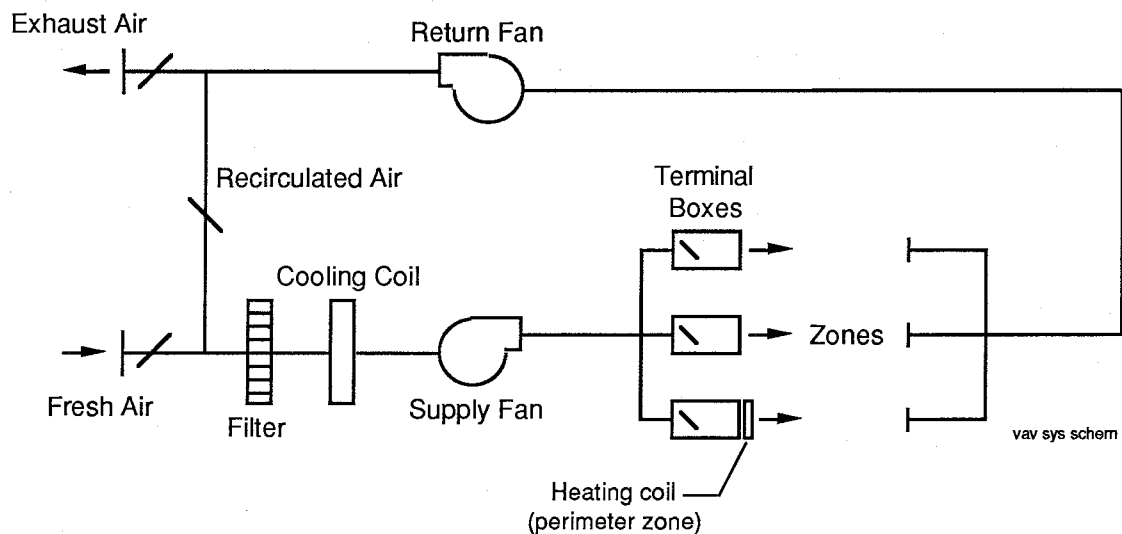 Exhaust Air
Return Fan
Recirculated Air
Terminal
Boxes
Cooling Coil
Zones
Fresh Air
Filter
Supply Fan
vav sys schem
Heating coil
(perimeter zone)